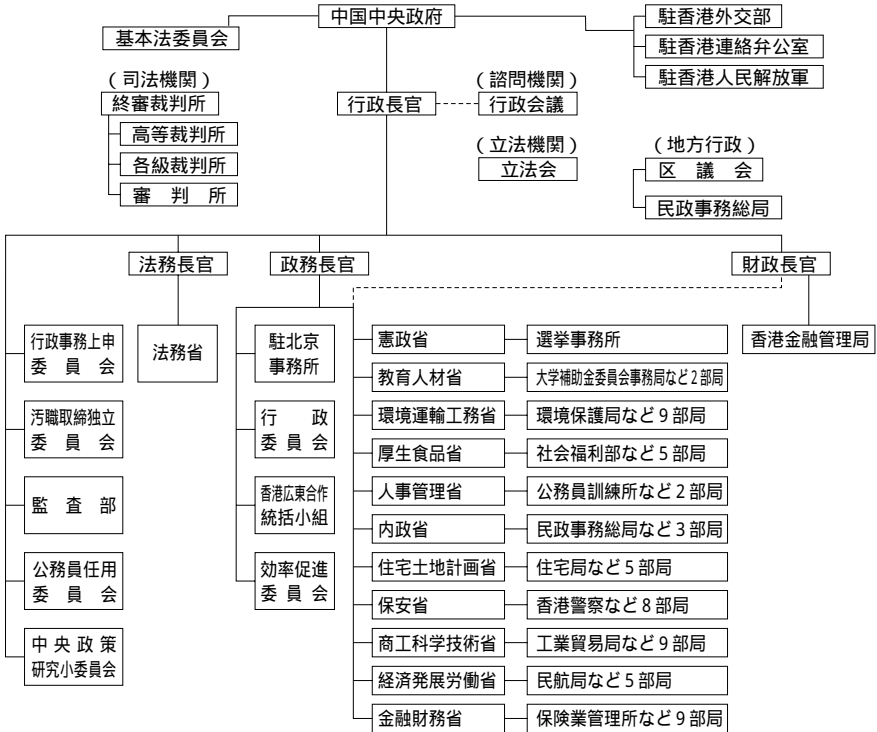 中国中央政府
基本法委員会
駐香港外交部
駐香港連絡弁公室
駐香港人民解放軍
(司法機関)
終審裁判所
高等裁判所
各級裁判所
審判所
行政長官
(諮問機関)
行政会議
(立法機関)
立法会
(地方行政)
区議会
民政事務総局
法務長官
政務長官
財政長官
行政事務上申
委員会
汚職取締独立
委員会
監査部
公務員任用
委員会
中央政策
研究小委員会
法務省
駐北京
事務所
行政
委員会
香港広東合作
統括小組
効率促進
委員会
憲政省
選挙事務所
教育人材省
大学補助金委員会事務局など2部局
環境運輸工務省
環境保護局など9部局
厚生食品省
社会福利部など5部局
人事管理省
公務員訓練所など2部局
内政省
民政事務総局など3部局
住宅土地計画省
住宅局など5部局
保安省
香港警察など8部局
商工科学技術省
工業貿易局など9部局
経済発展労働省
民航局など5部局
金融財務省
保険業管理所など9部局
香港金融管理局